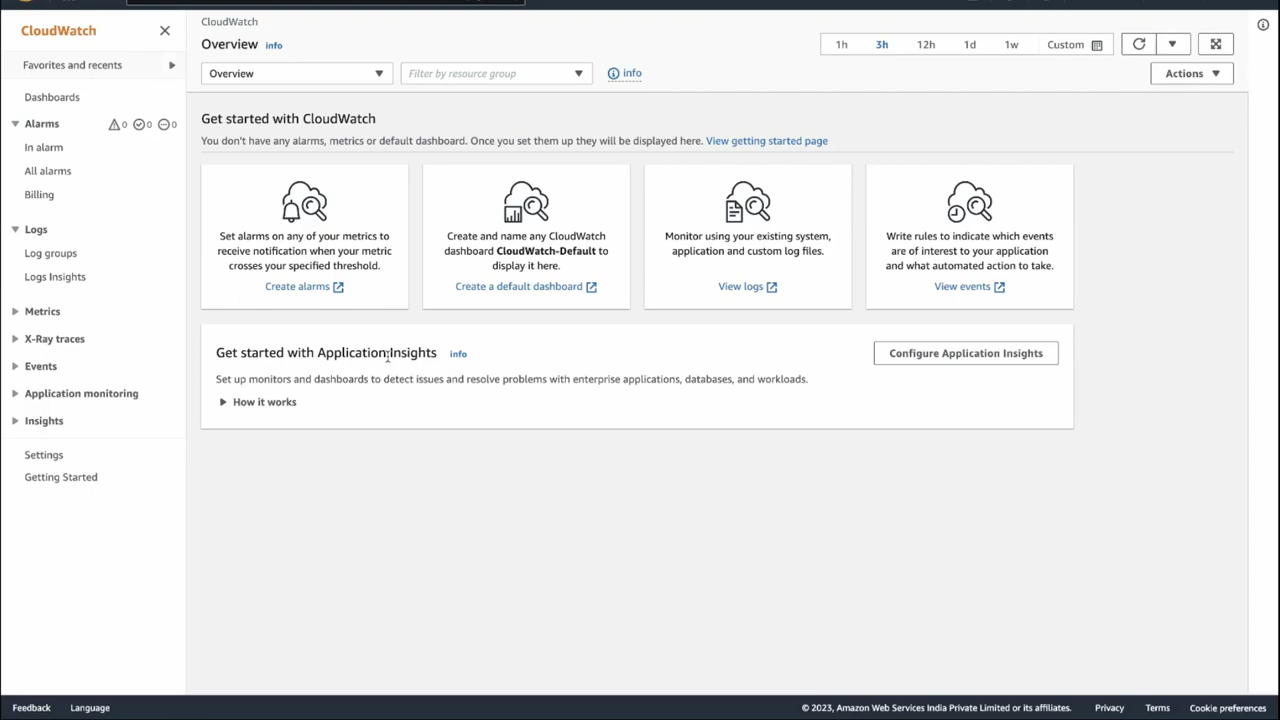 CloudWatch
Favorites and recents
Dashboards
Alarms 0 0 0
In alarm
All alarms
Billing
Logs
Log groups
Logs Insights
Metrics
X-Ray traces
Events
Application monitoring
Insights
Settings
Getting Started
CloudWatch
Overview info
1h 3h 12h 1d 1w Custom
Overview
Filter by resource group
info
Actions
Get started with CloudWatch
You don't have any alarms, metrics or default dashboard. Once you set them up they will be displayed here. View getting started page
Set alarms on any of your metrics to
receive notification when your metric
crosses your specified threshold.
Create alarms
Create and name any CloudWatch
dashboard CloudWatch-Default to
display it here.
Create a default dashboard
Monitor using your existing system,
application and custom log files.
View logs
Write rules to indicate which events
are of interest to your application
and what automated action to take.
View events
Get started with Application Insights info
Configure Application Insights
Set up monitors and dashboards to detect issues and resolve problems with enterprise applications, databases, and workloads.
How it works
Feedback Language
© 2023, Amazon Web Services India Private Limited or its affiliates. Privacy Terms Cookie preferences